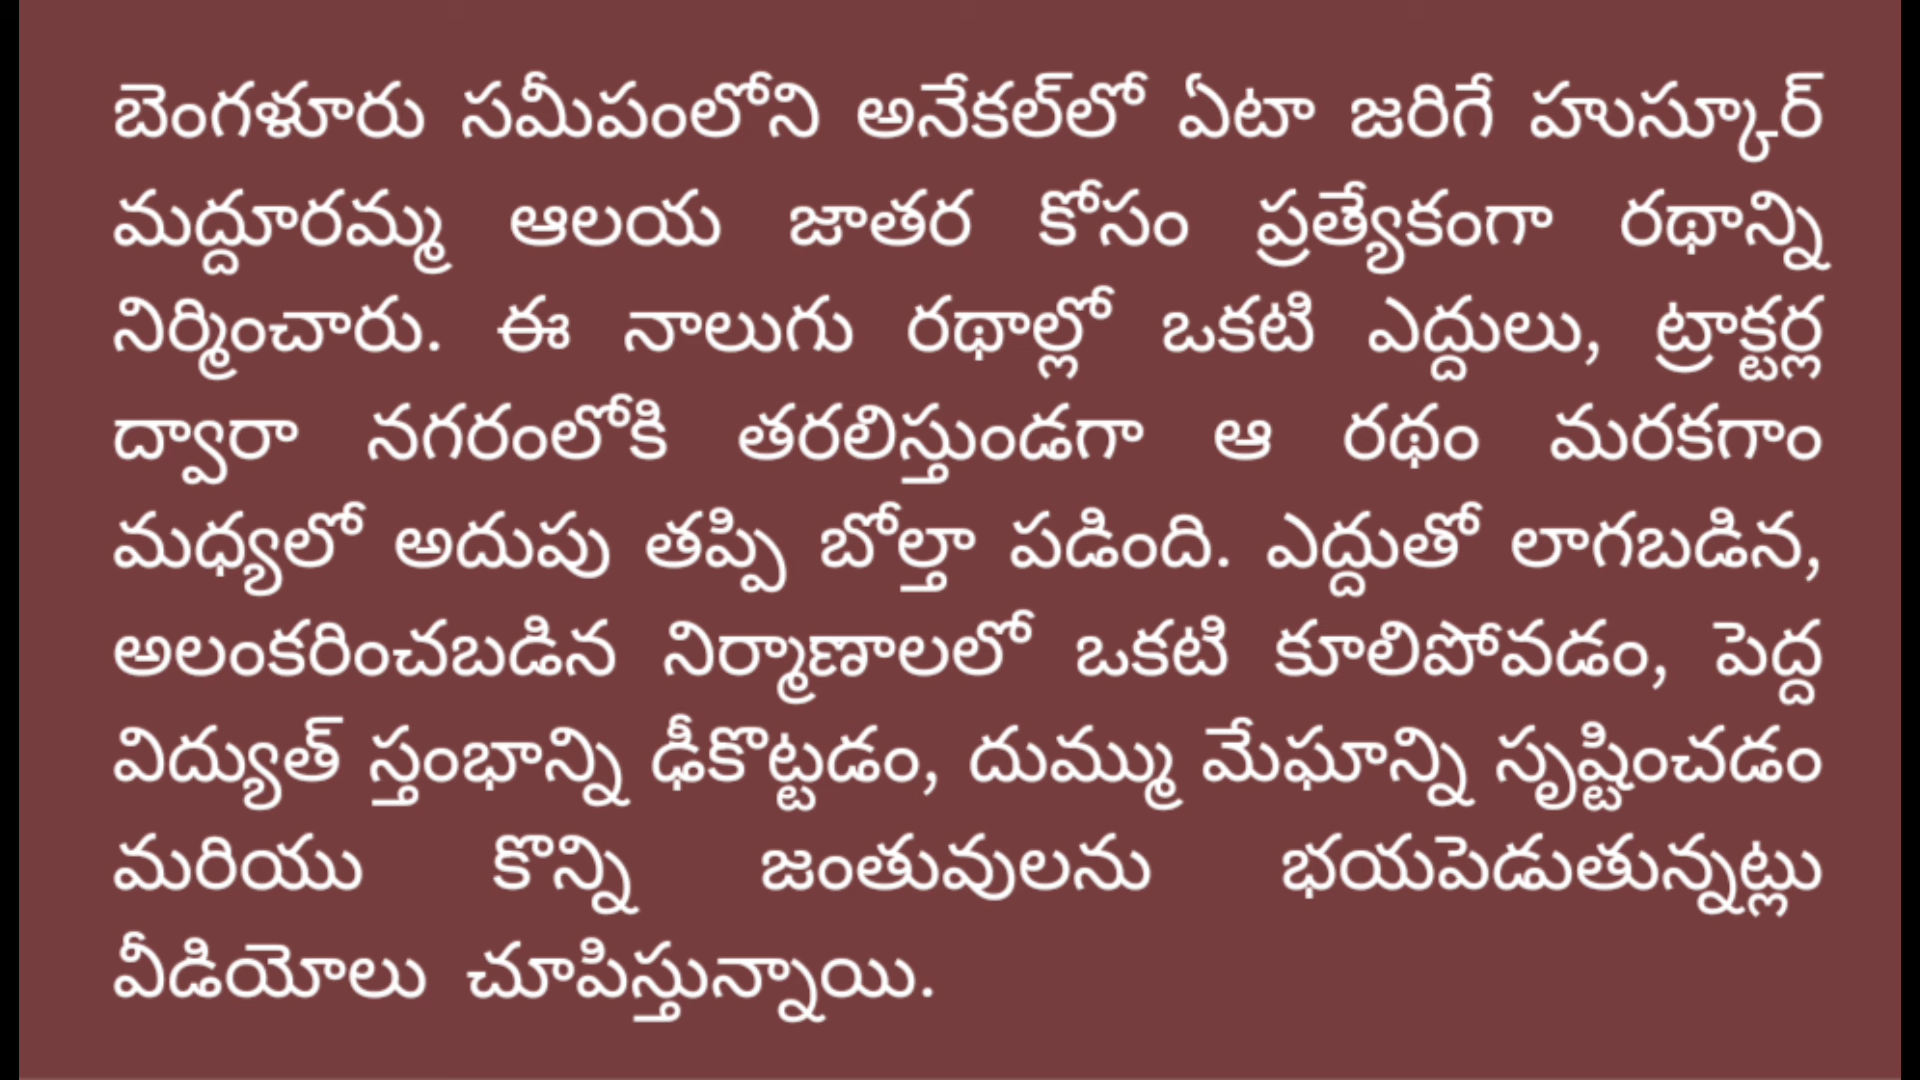 బెంగళూరు సమీపంలోని అనేకల్‌లో ఏటా జరిగే హుస్కూర్
మద్దూరమ్మ ఆలయ జాతర కోసం ప్రత్యేకంగా రథాన్ని
నిర్మించారు. ఈ నాలుగు రథాల్లో ఒకటి ఎద్దులు, ట్రాక్టర్ల
ద్వారా నగరంలోకి తరలిస్తుండగా ఆ రథం మరకగాం
మధ్యలో అదుపు తప్పి బోల్తా పడింది. ఎద్దుతో లాగబడిన,
అలంకరించబడిన నిర్మాణాలలో ఒకటి కూలిపోవడం, పెద్ద
విద్యుత్ స్తంభాన్ని ఢీకొట్టడం, దుమ్ము మేఘాన్ని సృష్టించడం
మరియు కొన్ని జంతువులను భయపెడుతున్నట్లు
వీడియోలు చూపిస్తున్నాయి.